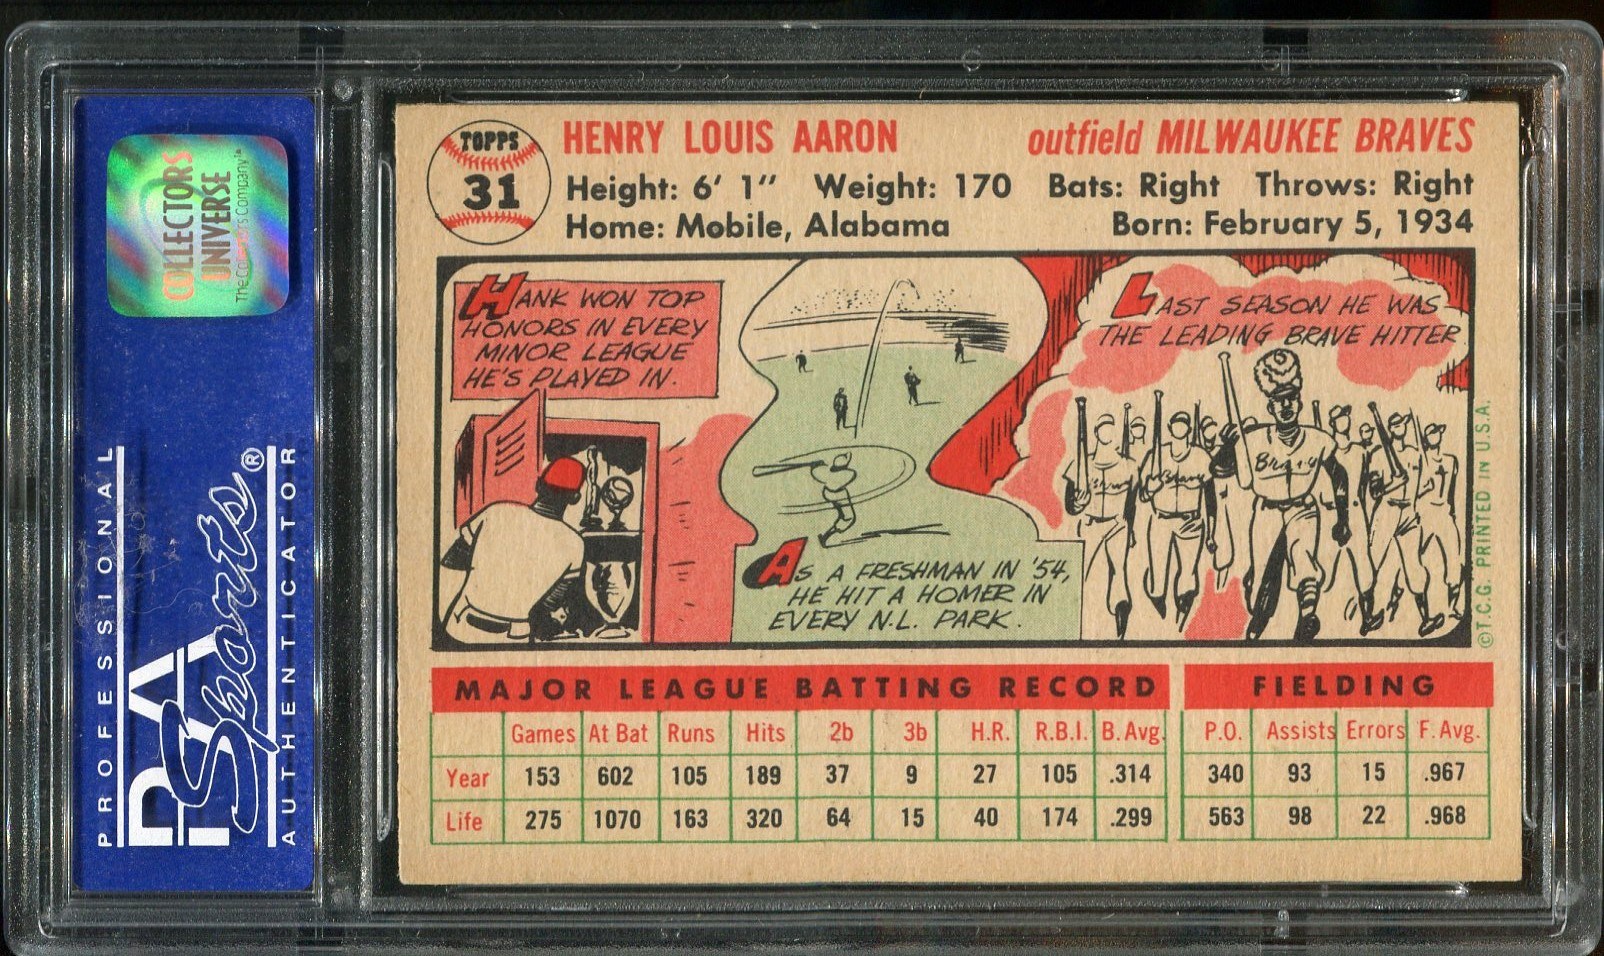 COLLECTORS
UNIVERSE
The Collector's Company™
PROFESSIONAL
PSA
Sports®
AUTHENTICATOR
TOPPS
31
HENRY LOUIS AARON
outfield MILWAUKEE BRAVES
Height: 6' 1" Weight: 170 Bats: Right Throws: Right
Home: Mobile, Alabama
Born: February 5, 1934
HANK WON TOP
HONORS IN EVERY
MINOR LEAGUE
HE'S PLAYED IN.
AS A FRESHMAN IN '54,
HE HIT A HOMER IN
EVERY N.L. PARK.
LAST SEASON HE WAS
THE LEADING BRAVE HITTER
Braves
©T.C.G. PRINTED IN U.S.A.
MAJOR LEAGUE BATTING RECORD
Games At Bat Runs Hits 2b 3b H.R. R.B.I. B. Avg.
Year 153 602 105 189 37 9 27 105 .314
Life 275 1070 163 320 64 15 40 174 .299
FIELDING
P.O. Assists Errors F. Avg.
340 93 15 .967
563 98 22 .968